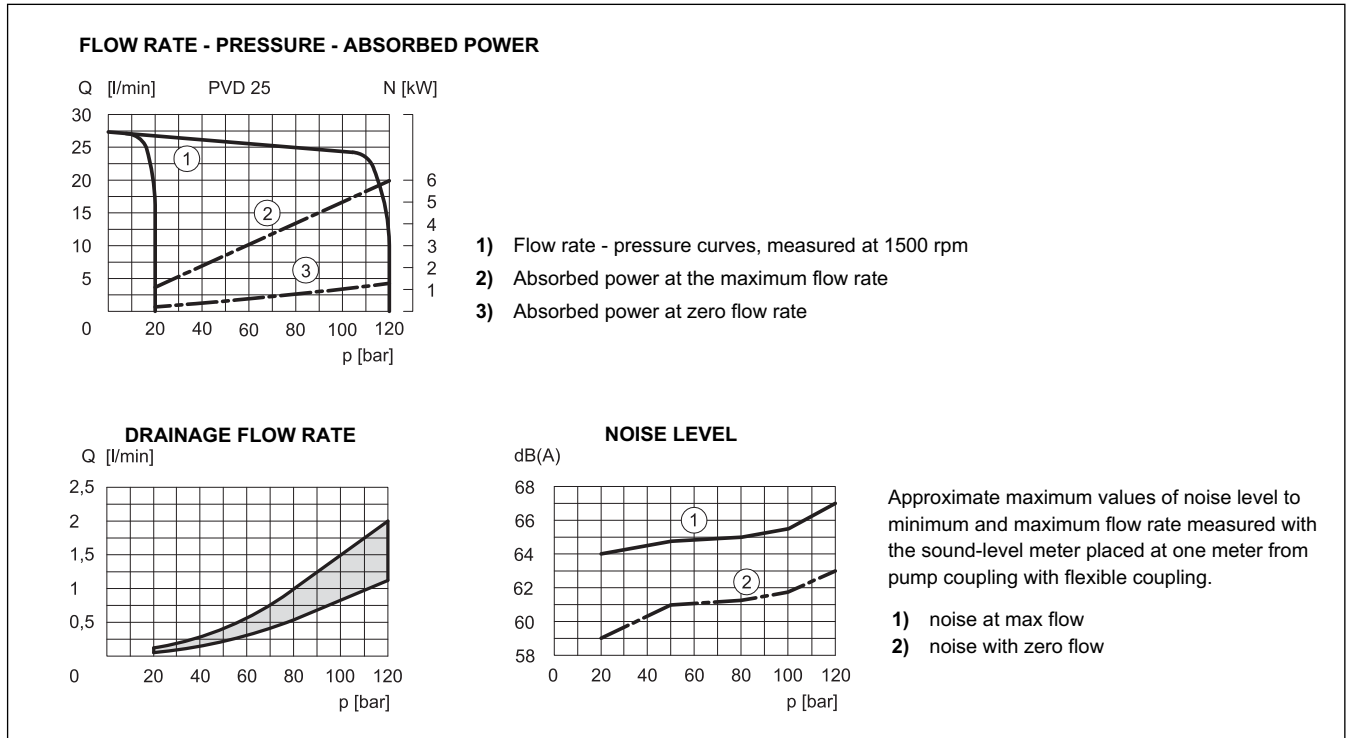 FLOW RATE - PRESSURE - ABSORBED POWER
Q [l/min] PVD 25 N [kW]
30
25
20
15
10
5
0 20 40 60 80 100 120
p [bar]
6
5
4
3
2
1
1
2
3
1) Flow rate - pressure curves, measured at 1500 rpm
2) Absorbed power at the maximum flow rate
3) Absorbed power at zero flow rate
DRAINAGE FLOW RATE
Q [l/min]
2,5
2
1,5
1
0,5
0 20 40 60 80 100 120
p [bar]
NOISE LEVEL
dB(A)
68
66
64
62
60
58
0 20 40 60 80 100 120
p [bar]
1
2
Approximate maximum values of noise level to
minimum and maximum flow rate measured with
the sound-level meter placed at one meter from
pump coupling with flexible coupling.
1) noise at max flow
2) noise with zero flow